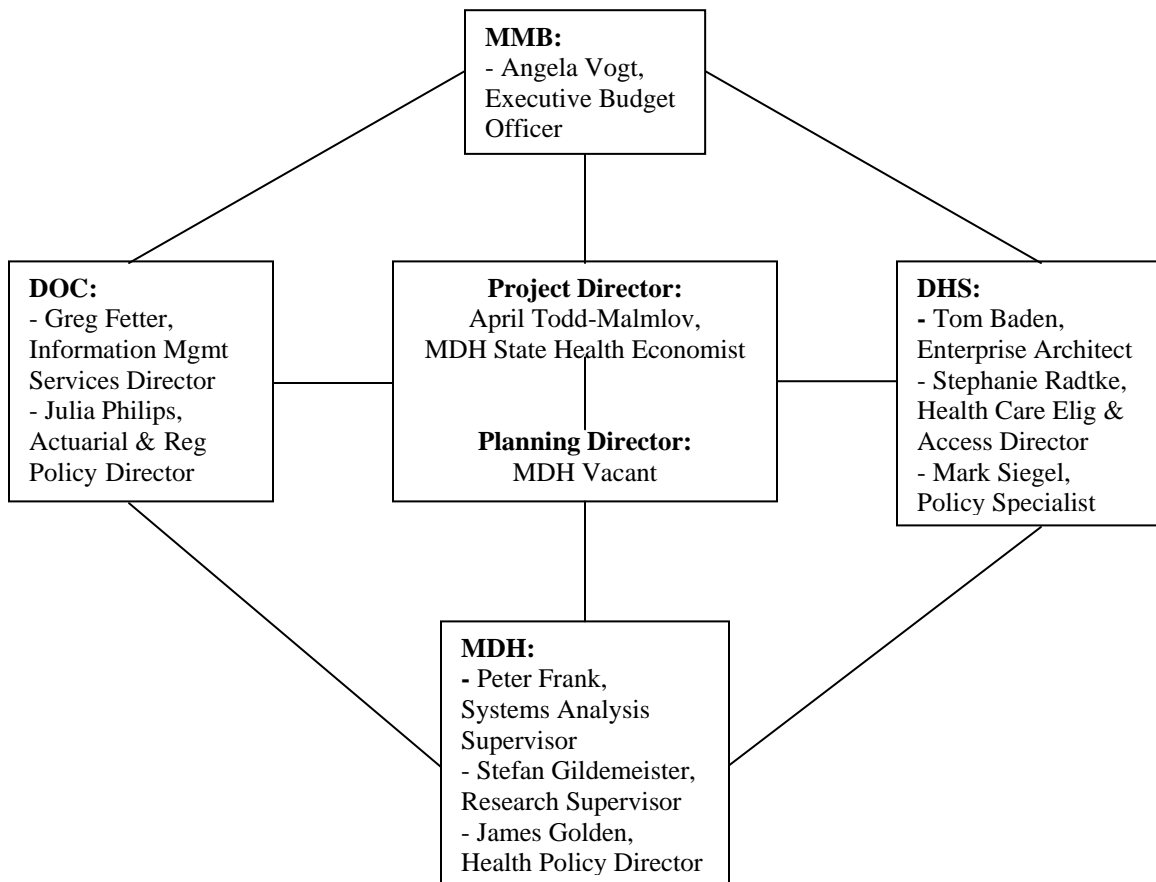 MMB:
- Angela Vogt,
Executive Budget
Officer
DOC:
- Greg Fetter,
Information Mgmt
Services Director
- Julia Philips,
Actuarial & Reg
Policy Director
Project Director:
April Todd-Malmlov,
MDH State Health Economist
Planning Director:
MDH Vacant
DHS:
- Tom Baden,
Enterprise Architect
- Stephanie Radtke,
Health Care Elig &
Access Director
- Mark Siegel,
Policy Specialist
MDH:
- Peter Frank,
Systems Analysis
Supervisor
- Stefan Gildemeister,
Research Supervisor
- James Golden,
Health Policy Director